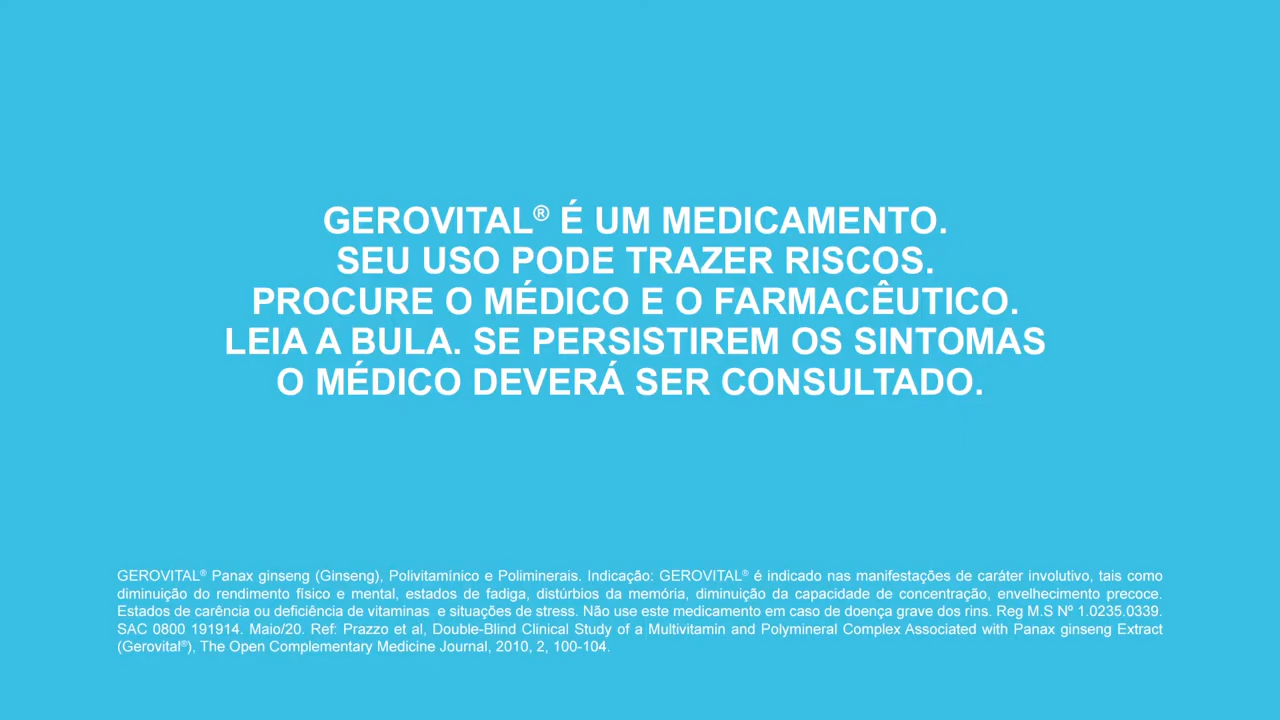 GEROVITAL® É UM MEDICAMENTO.
SEU USO PODE TRAZER RISCOS.
PROCURE O MÉDICO E O FARMACÊUTICO.
LEIA A BULA. SE PERSISTIREM OS SINTOMAS
O MÉDICO DEVERÁ SER CONSULTADO.
GEROVITAL® Panax ginseng (Ginseng), Polivitamínico e Poliminerais. Indicação: GEROVITAL® é indicado nas manifestações de caráter involutivo, tais como
diminuição do rendimento físico e mental, estados de fadiga, distúrbios da memória, diminuição da capacidade de concentração, envelhecimento precoce.
Estados de carência ou deficiência de vitaminas e situações de stress. Não use este medicamento em caso de doença grave dos rins. Reg M.S Nº 1.0235.0339.
SAC 0800 191914. Maio/20. Ref: Prazzo et al, Double-Blind Clinical Study of a Multivitamin and Polymineral Complex Associated with Panax ginseng Extract
(Gerovital®), The Open Complementary Medicine Journal, 2010, 2, 100-104.